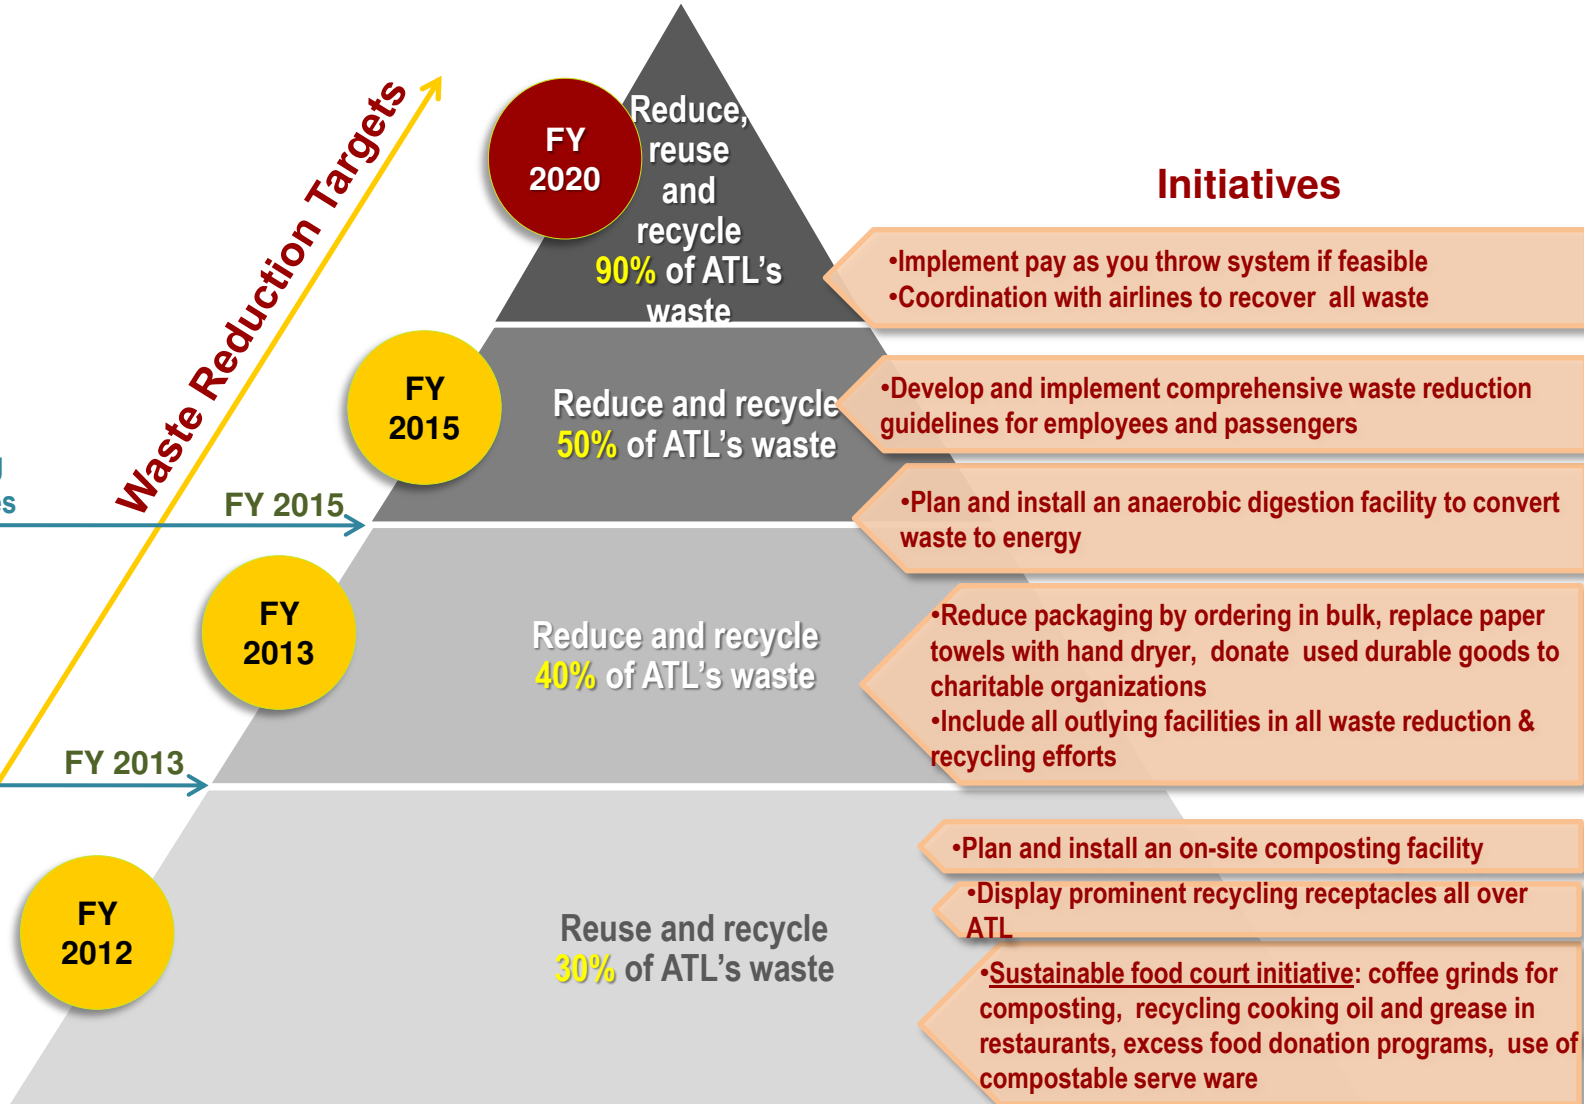 Waste Reduction Targets
FY
2020
Reduce,
reuse
and
recycle
90% of ATL's
waste
Initiatives
•Implement pay as you throw system if feasible
•Coordination with airlines to recover all waste
FY
2015
Reduce and recycle
50% of ATL's waste
•Develop and implement comprehensive waste reduction
guidelines for employees and passengers
FY 2015
•Plan and install an anaerobic digestion facility to convert
waste to energy
FY
2013
Reduce and recycle
40% of ATL's waste
•Reduce packaging by ordering in bulk, replace paper
towels with hand dryer, donate used durable goods to
charitable organizations
•Include all outlying facilities in all waste reduction &
recycling efforts
FY 2013
FY
2012
Reuse and recycle
30% of ATL's waste
•Plan and install an on-site composting facility
•Display prominent recycling receptacles all over
ATL
•Sustainable food court initiative: coffee grinds for
composting, recycling cooking oil and grease in
restaurants, excess food donation programs, use of
compostable serve ware